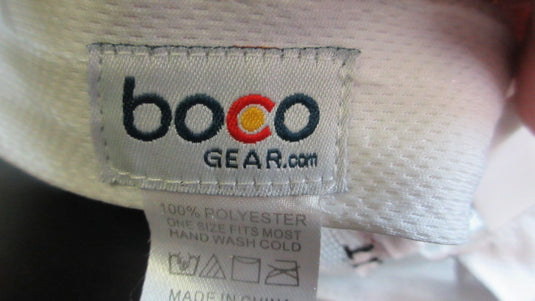 boco
GEAR.com
100% POLYESTER
ONE SIZE FITS MOST
HAND WASH COLD
MADE IN CHINA